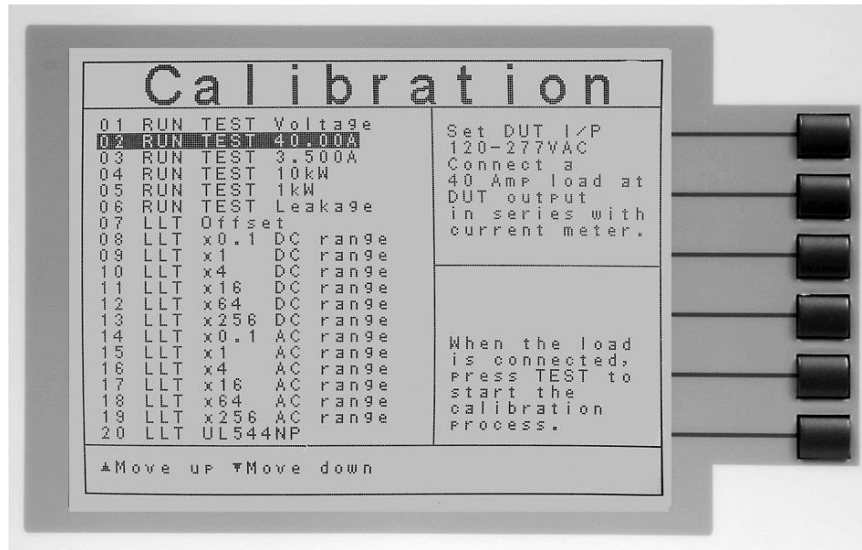 Calibration
01 RUN TEST Voltage
02 RUN TEST 40.00A
03 RUN TEST 3.500A
04 RUN TEST 10kW
05 RUN TEST 1kW
06 RUN TEST Leakage
07 LLT Offset
08 LLT x0.1 DC range
09 LLT x1 DC range
10 LLT x4 DC range
11 LLT x16 DC range
12 LLT x64 DC range
13 LLT x256 DC range
14 LLT x0.1 AC range
15 LLT x1 AC range
16 LLT x4 AC range
17 LLT x16 AC range
18 LLT x64 AC range
19 LLT x256 AC range
20 LLT UL544NP
Set DUT I/P
120-277VAC
Connect a
40 Amp load at
DUT output
in series with
current meter.
When the load
is connected,
press TEST to
start the
calibration
process.
▲Move up ▼Move down